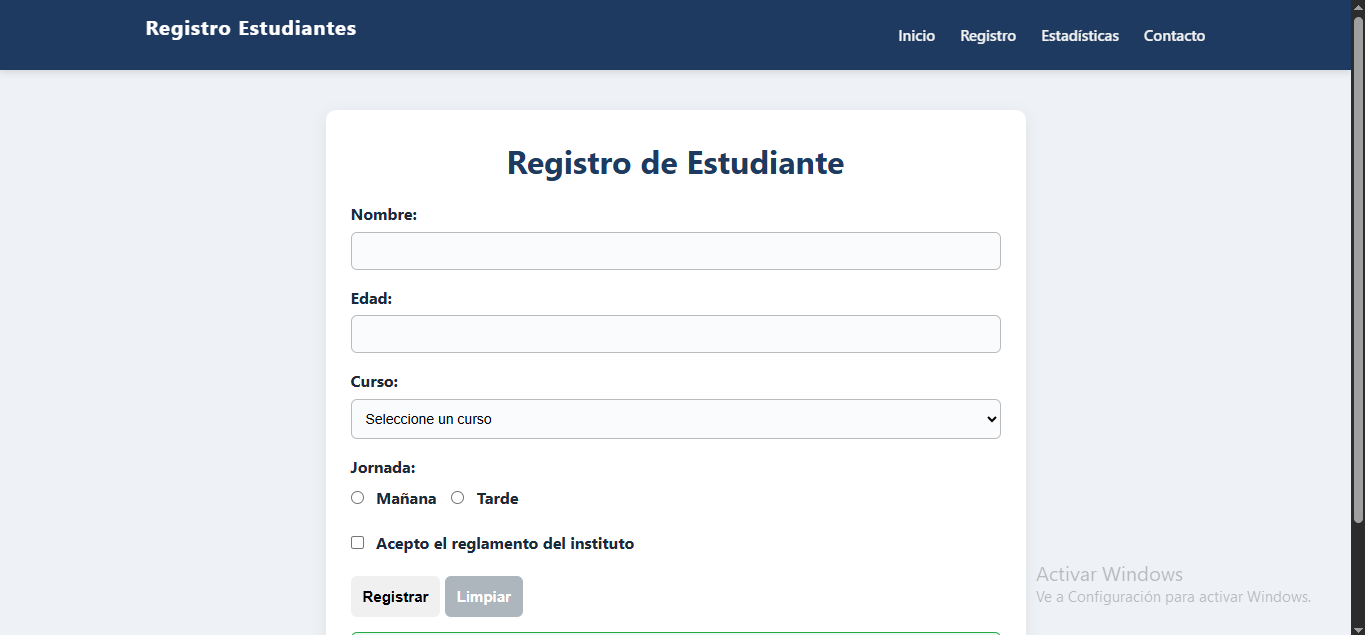 Registro Estudiantes
Inicio Registro Estadísticas Contacto
Registro de Estudiante
Nombre:
Edad:
Curso:
Seleccione un curso
Jornada:
Mañana Tarde
Acepto el reglamento del instituto
Registrar Limpiar
Activar Windows
Ve a Configuración para activar Windows.